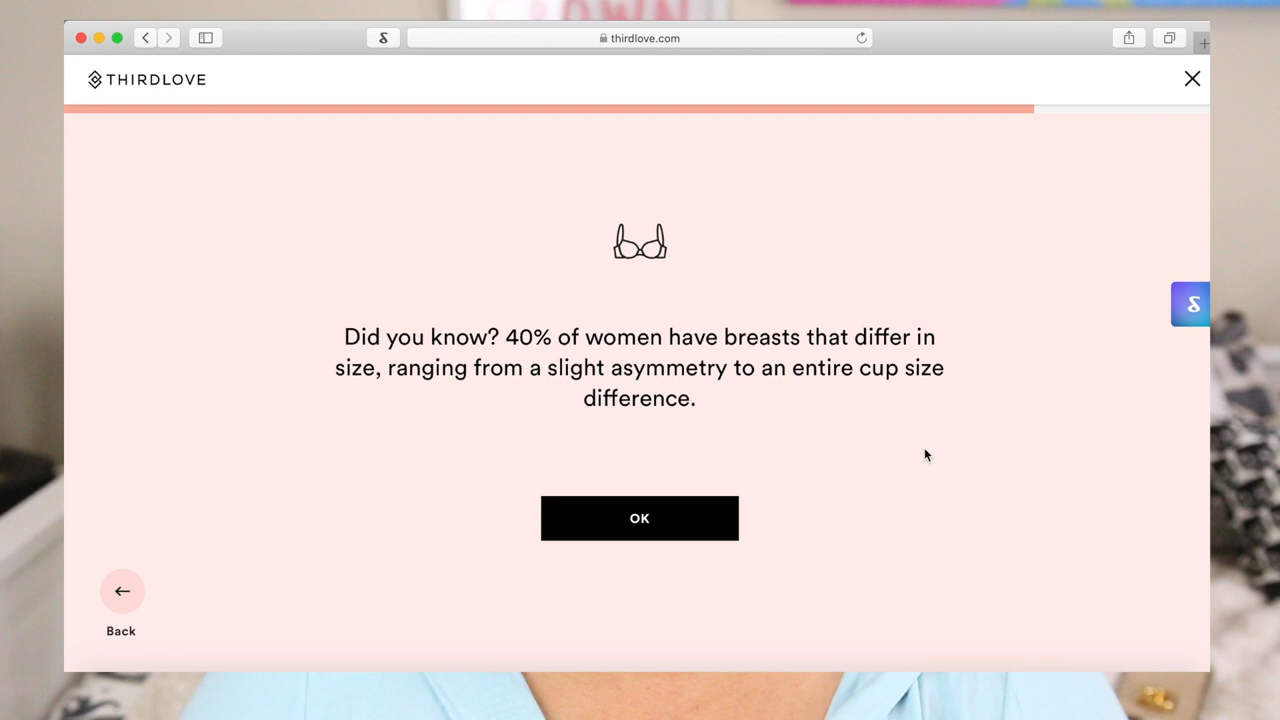 CROWN
thirdlove.com
THIRDLOVE
Did you know? 40% of women have breasts that differ in
size, ranging from a slight asymmetry to an entire cup size
difference.
OK
Back